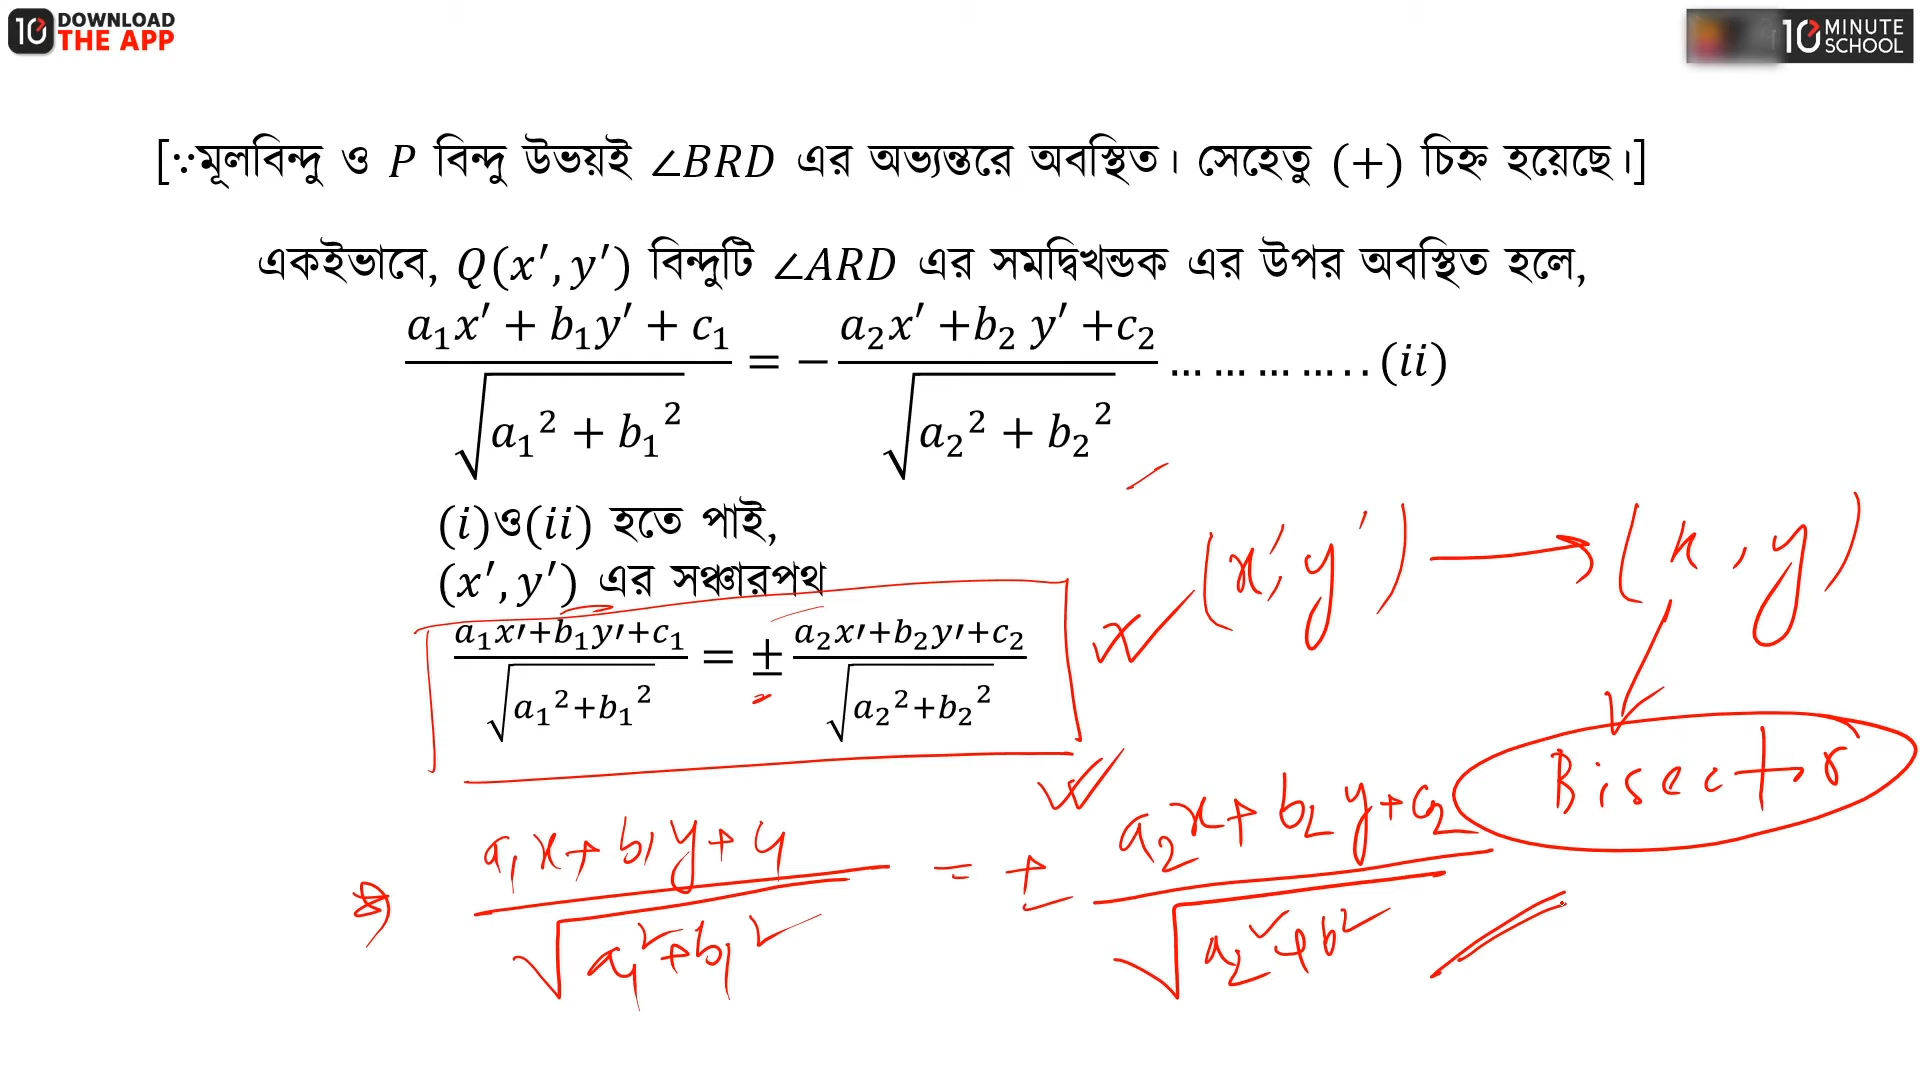 10 DOWNLOAD THE APP
10 MINUTE SCHOOL
[∵মূলবিন্দু ও P বিন্দু উভয়ই ∠BRD এর অভ্যন্তরে অবস্থিত। সেহেতু (+) চিহ্ন হয়েছে।]
একইভাবে, Q(x′, y′) বিন্দুটি ∠ARD এর সমদ্বিখন্ডক এর উপর অবস্থিত হলে,
(a₁x′ + b₁y′ + c₁)/√(a₁² + b₁²) = − (a₂x′ +b₂ y′ +c₂)/√(a₂² + b₂²) … … … … . . (ii)
(i)ও(ii) হতে পাই,
(x′, y′) এর সঞ্চারপথ
(x′, y′) → (x, y)
(a₁x′+b₁y′+c₁)/√(a₁²+b₁²) = ± (a₂x′+b₂y′+c₂)/√(a₂²+b₂²)
Bisector
(a₁x + b₁y + c₁)/√(a₁² + b₁²) = ± (a₂x + b₂y + c₂)/√(a₂² + b²)